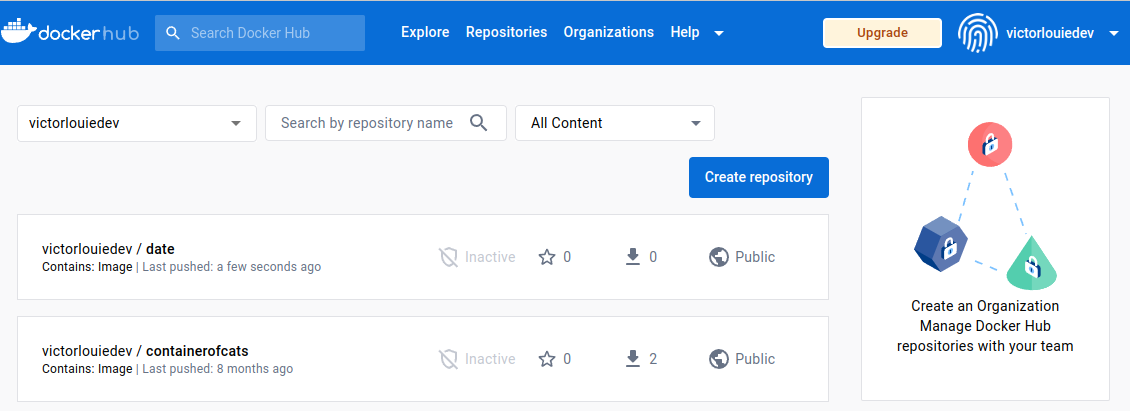 docker hub Search Docker Hub Explore Repositories Organizations Help Upgrade victorlouiedev
victorlouiedev Search by repository name All Content
Create repository
victorlouiedev / date Inactive 0 0 Public
Contains: Image | Last pushed: a few seconds ago
victorlouiedev / containerofcats Inactive 0 2 Public
Contains: Image | Last pushed: 8 months ago
Create an Organization
Manage Docker Hub
repositories with your team